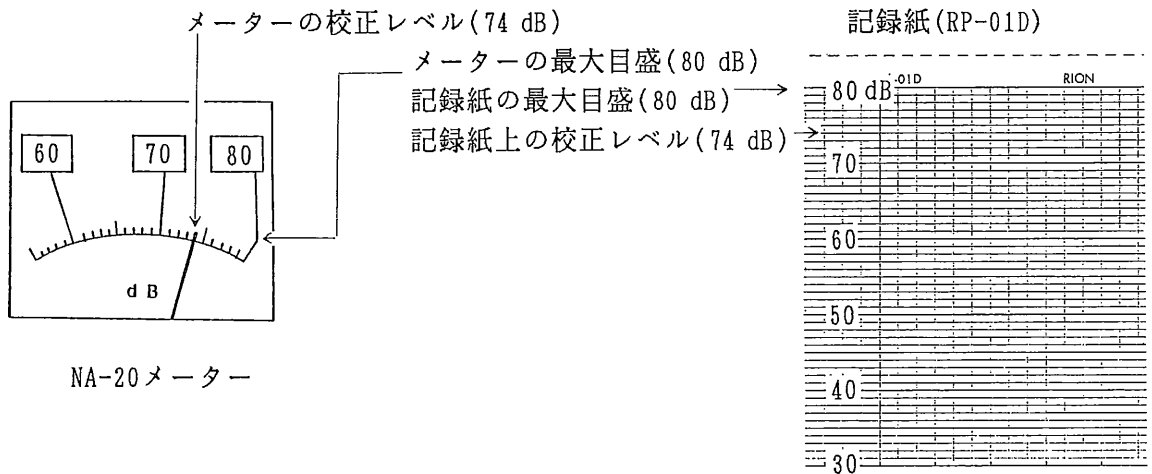 メーターの校正レベル(74 dB)
記録紙(RP-01D)
メーターの最大目盛(80 dB)
記録紙の最大目盛(80 dB)
記録紙上の校正レベル(74 dB)
-01D RION
80 dB
70
60
50
40
30
60 70 80
d B
NA-20メーター